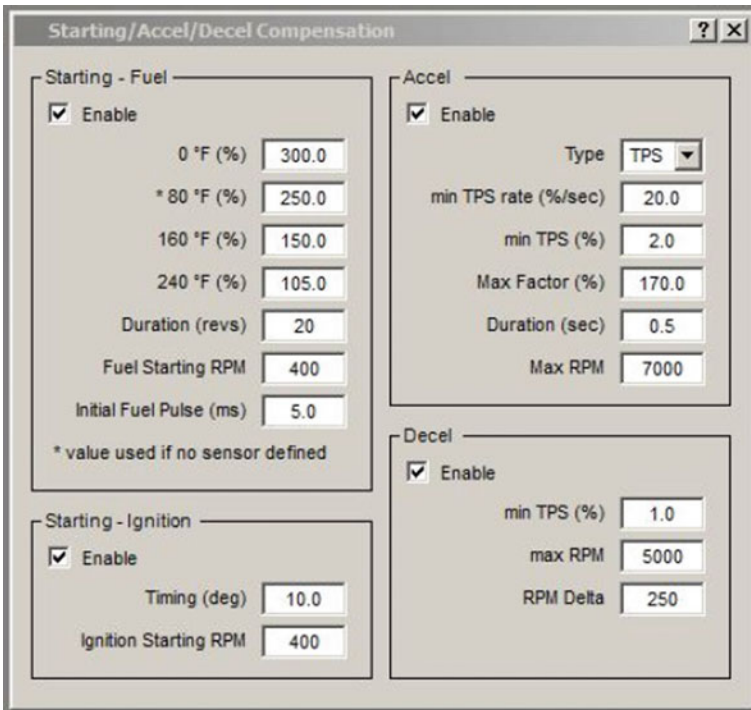 Starting/Accel/Decel Compensation ? X
Starting - Fuel
Enable
0 °F (%) 300.0
* 80 °F (%) 250.0
160 °F (%) 150.0
240 °F (%) 105.0
Duration (revs) 20
Fuel Starting RPM 400
Initial Fuel Pulse (ms) 5.0
* value used if no sensor defined
Starting - Ignition
Enable
Timing (deg) 10.0
Ignition Starting RPM 400
Accel
Enable
Type TPS
min TPS rate (%/sec) 20.0
min TPS (%) 2.0
Max Factor (%) 170.0
Duration (sec) 0.5
Max RPM 7000
Decel
Enable
min TPS (%) 1.0
max RPM 5000
RPM Delta 250